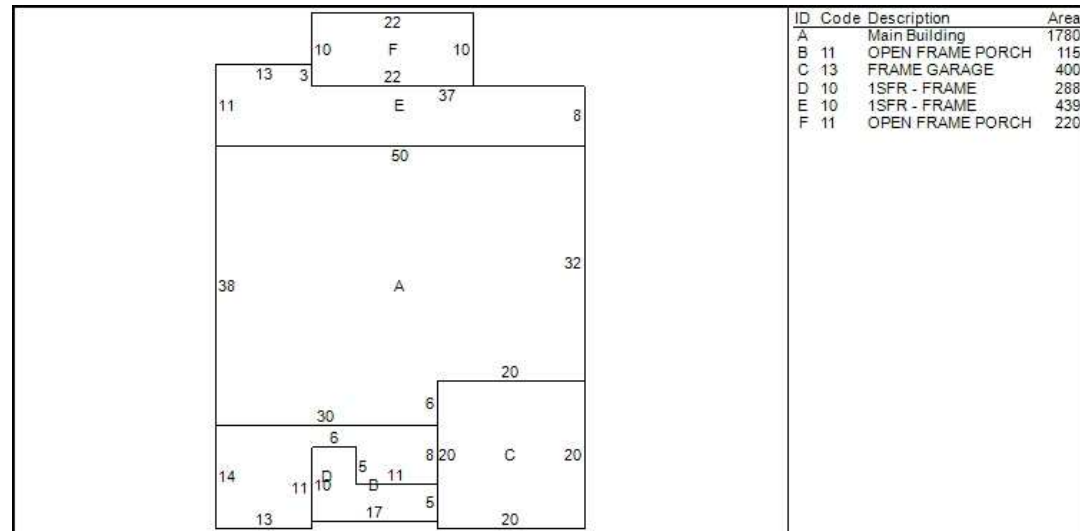 22
10 F 10
13 3 22
37
11 E 8
50
32
38 A
20
6
30
6
8 20 C 20
5
14 D 11
11 10 B
5
17
13 20
ID Code Description Area
A Main Building 1780
B 11 OPEN FRAME PORCH 115
C 13 FRAME GARAGE 400
D 10 1SFR - FRAME 288
E 10 1SFR - FRAME 439
F 11 OPEN FRAME PORCH 220